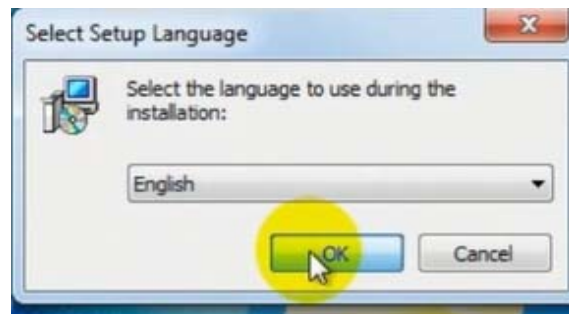 Select Setup Language
Select the language to use during the
installation:
English
OK
Cancel